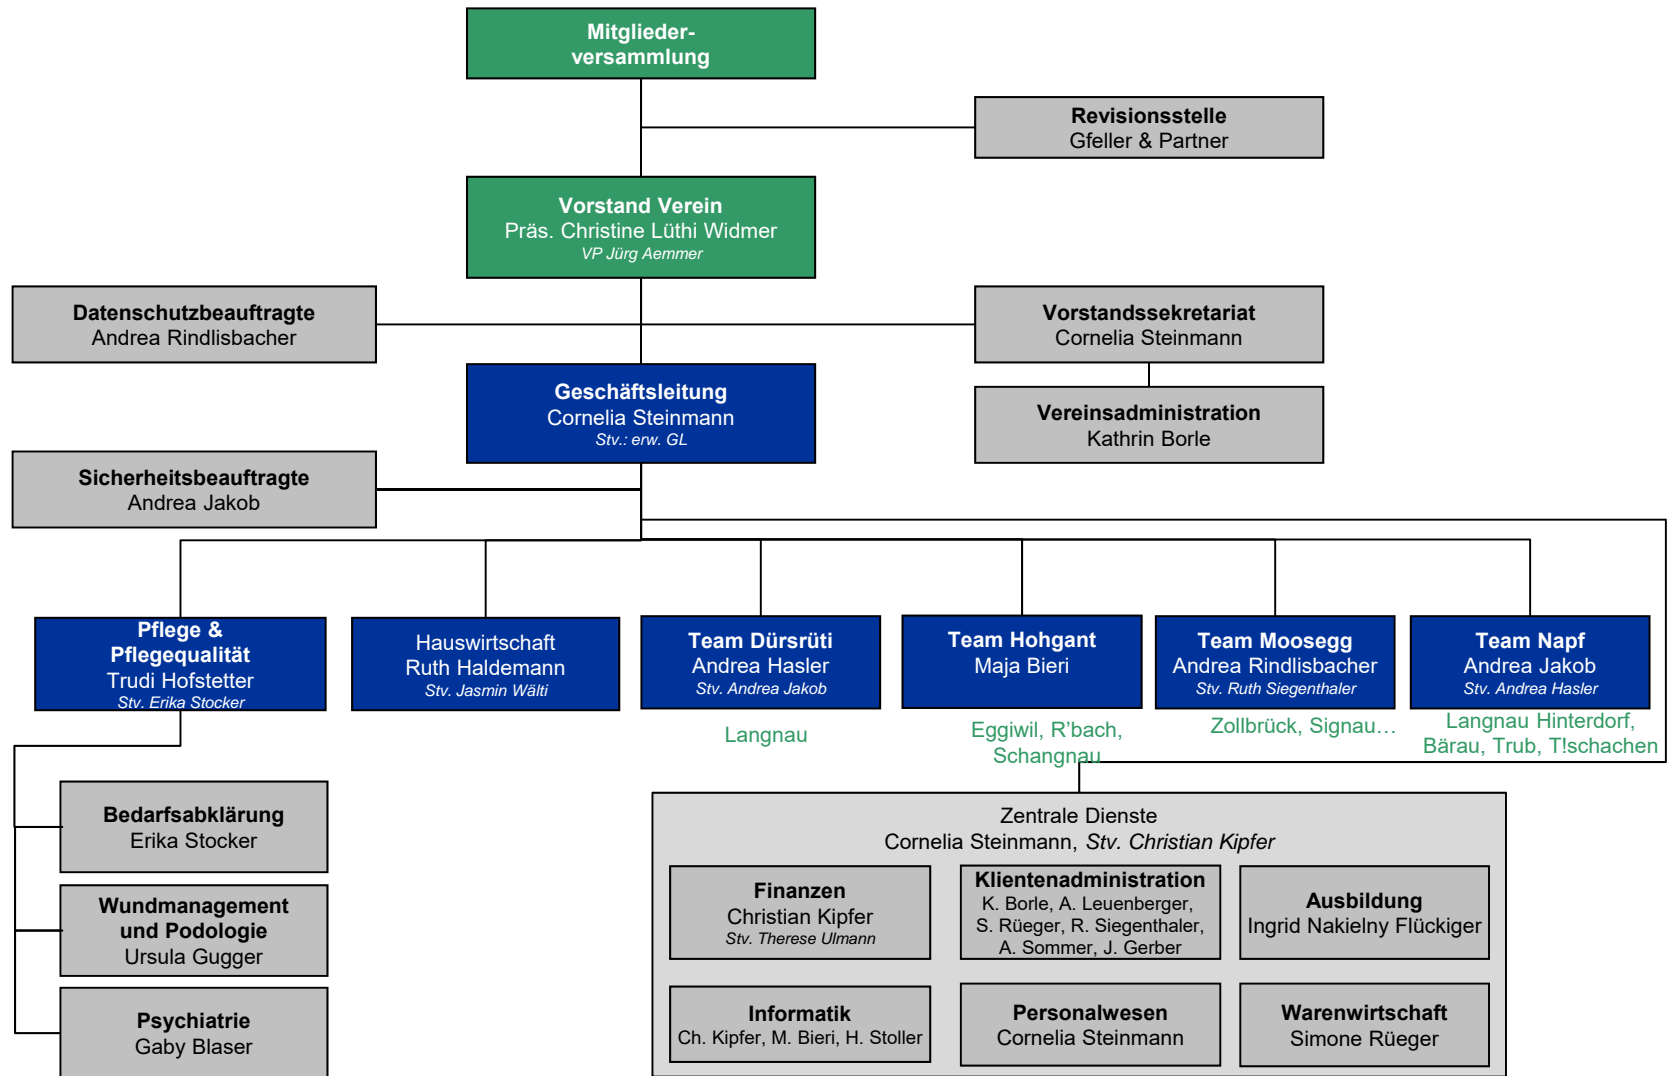 Mitglieder-
versammlung
Revisionsstelle
Gfeller & Partner
Vorstand Verein
Präs. Christine Lüthi Widmer
VP Jürg Aemmer
Datenschutzbeauftragte
Andrea Rindlisbacher
Vorstandssekretariat
Cornelia Steinmann
Geschäftsleitung
Cornelia Steinmann
Stv.: erw. GL
Vereinsadministration
Kathrin Borle
Sicherheitsbeauftragte
Andrea Jakob
Pflege &
Pflegequalität
Trudi Hofstetter
Stv. Erika Stocker
Hauswirtschaft
Ruth Haldemann
Stv. Jasmin Wälti
Team Dürsrüti
Andrea Hasler
Stv. Andrea Jakob
Langnau
Team Hohgant
Maja Bieri
Eggiwil, R'bach,
Schangnau
Team Moosegg
Andrea Rindlisbacher
Stv. Ruth Siegenthaler
Zollbrück, Signau…
Team Napf
Andrea Jakob
Stv. Andrea Hasler
Langnau Hinterdorf,
Bärau, Trub, T!schachen
Bedarfsabklärung
Erika Stocker
Wundmanagement
und Podologie
Ursula Gugger
Psychiatrie
Gaby Blaser
Zentrale Dienste
Cornelia Steinmann, Stv. Christian Kipfer
Finanzen
Christian Kipfer
Stv. Therese Ulmann
Klientenadministration
K. Borle, A. Leuenberger,
S. Rüeger, R. Siegenthaler,
A. Sommer, J. Gerber
Ausbildung
Ingrid Nakielny Flückiger
Informatik
Ch. Kipfer, M. Bieri, H. Stoller
Personalwesen
Cornelia Steinmann
Warenwirtschaft
Simone Rüeger